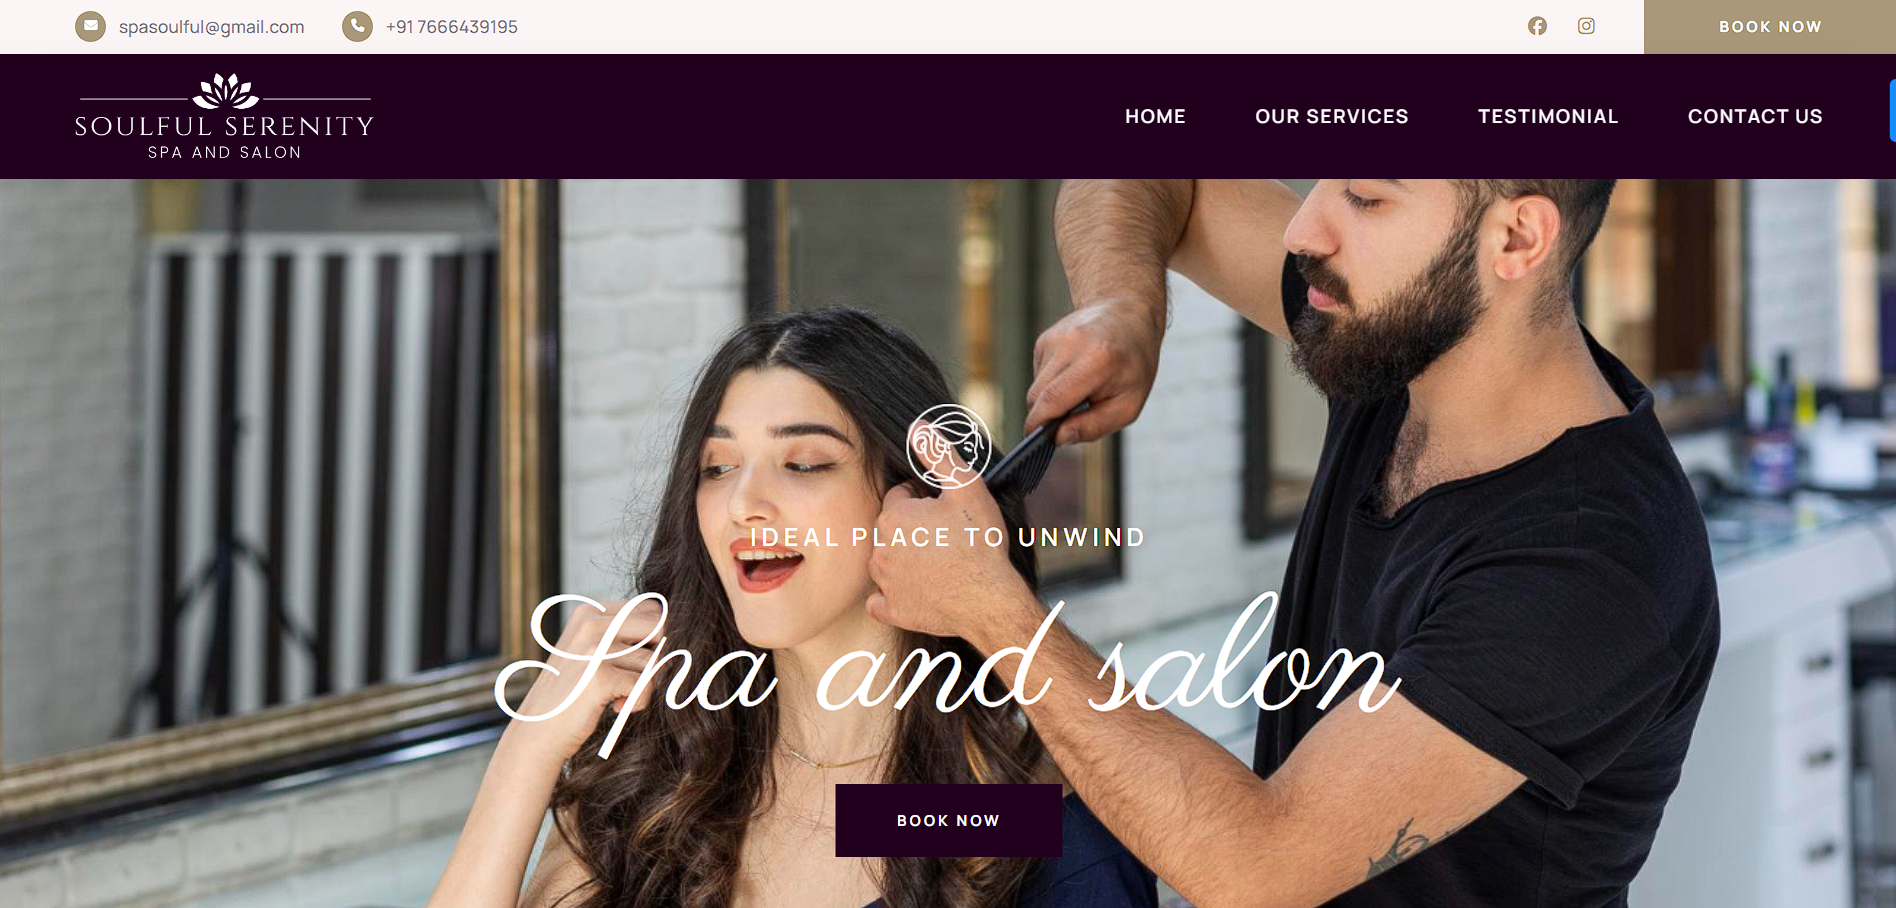 spasoulful@gmail.com +91 7666439195 BOOK NOW
SOULFUL SERENITY
SPA AND SALON
HOME OUR SERVICES TESTIMONIAL CONTACT US
IDEAL PLACE TO UNWIND
Spa and salon
BOOK NOW